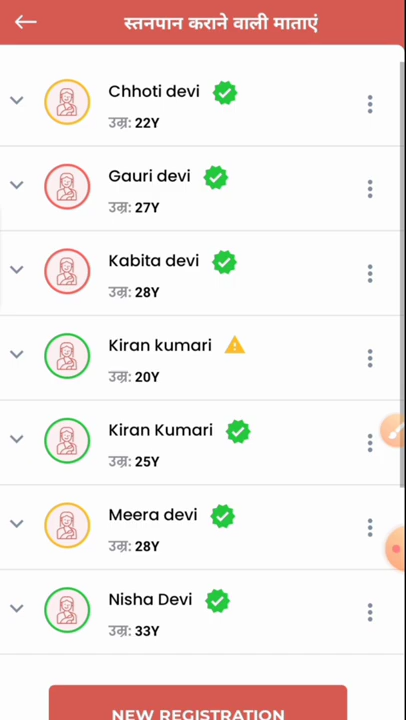 स्तनपान कराने वाली माताएं
Chhoti devi
उम्र: 22Y
Gauri devi
उम्र: 27Y
Kabita devi
उम्र: 28Y
Kiran kumari
उम्र: 20Y
Kiran Kumari
उम्र: 25Y
Meera devi
उम्र: 28Y
Nisha Devi
उम्र: 33Y
NEW REGISTRATION